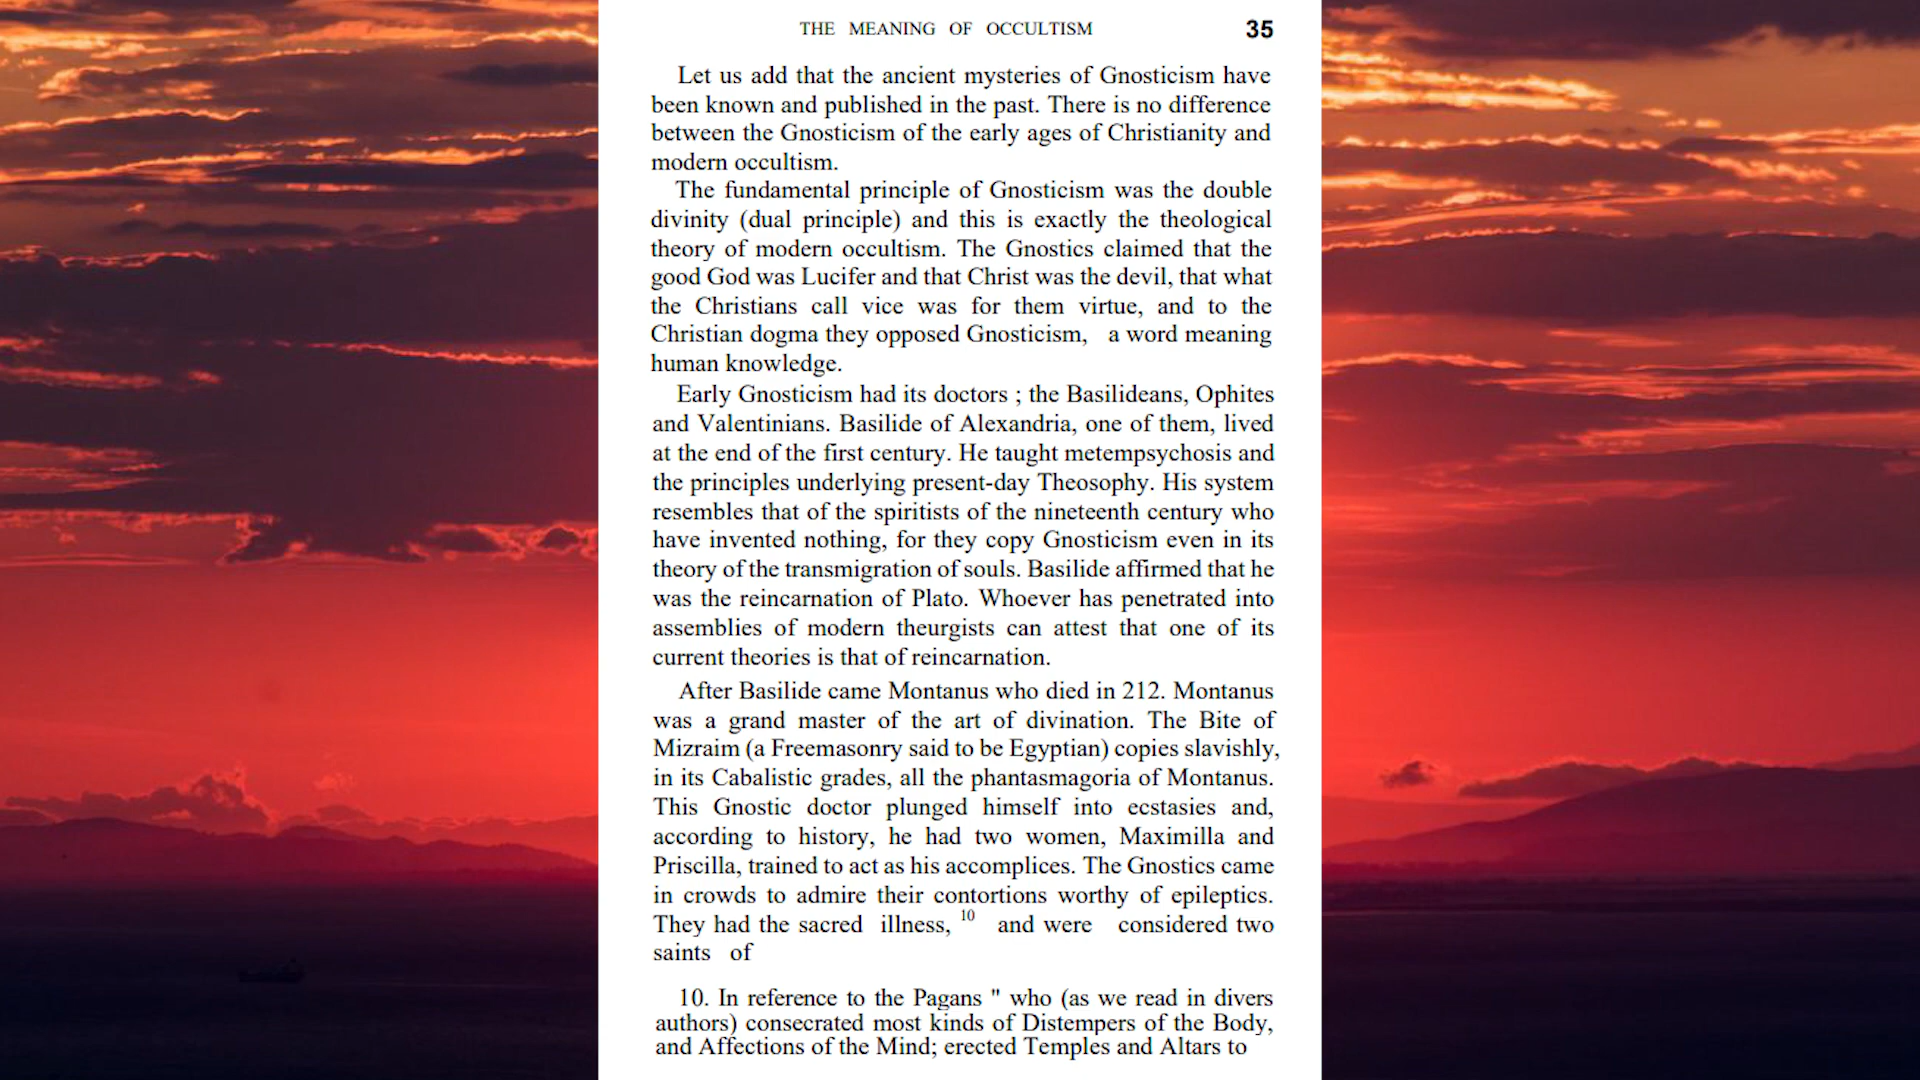 THE MEANING OF OCCULTISM 35
Let us add that the ancient mysteries of Gnosticism have
been known and published in the past. There is no difference
between the Gnosticism of the early ages of Christianity and
modern occultism.
The fundamental principle of Gnosticism was the double
divinity (dual principle) and this is exactly the theological
theory of modern occultism. The Gnostics claimed that the
good God was Lucifer and that Christ was the devil, that what
the Christians call vice was for them virtue, and to the
Christian dogma they opposed Gnosticism, a word meaning
human knowledge.
Early Gnosticism had its doctors ; the Basilideans, Ophites
and Valentinians. Basilide of Alexandria, one of them, lived
at the end of the first century. He taught metempsychosis and
the principles underlying present-day Theosophy. His system
resembles that of the spiritists of the nineteenth century who
have invented nothing, for they copy Gnosticism even in its
theory of the transmigration of souls. Basilide affirmed that he
was the reincarnation of Plato. Whoever has penetrated into
assemblies of modern theurgists can attest that one of its
current theories is that of reincarnation.
After Basilide came Montanus who died in 212. Montanus
was a grand master of the art of divination. The Bite of
Mizraim (a Freemasonry said to be Egyptian) copies slavishly,
in its Cabalistic grades, all the phantasmagoria of Montanus.
This Gnostic doctor plunged himself into ecstasies and,
according to history, he had two women, Maximilla and
Priscilla, trained to act as his accomplices. The Gnostics came
in crowds to admire their contortions worthy of epileptics.
They had the sacred illness, 10 and were considered two
saints of
10. In reference to the Pagans " who (as we read in divers
authors) consecrated most kinds of Distempers of the Body,
and Affections of the Mind; erected Temples and Altars to